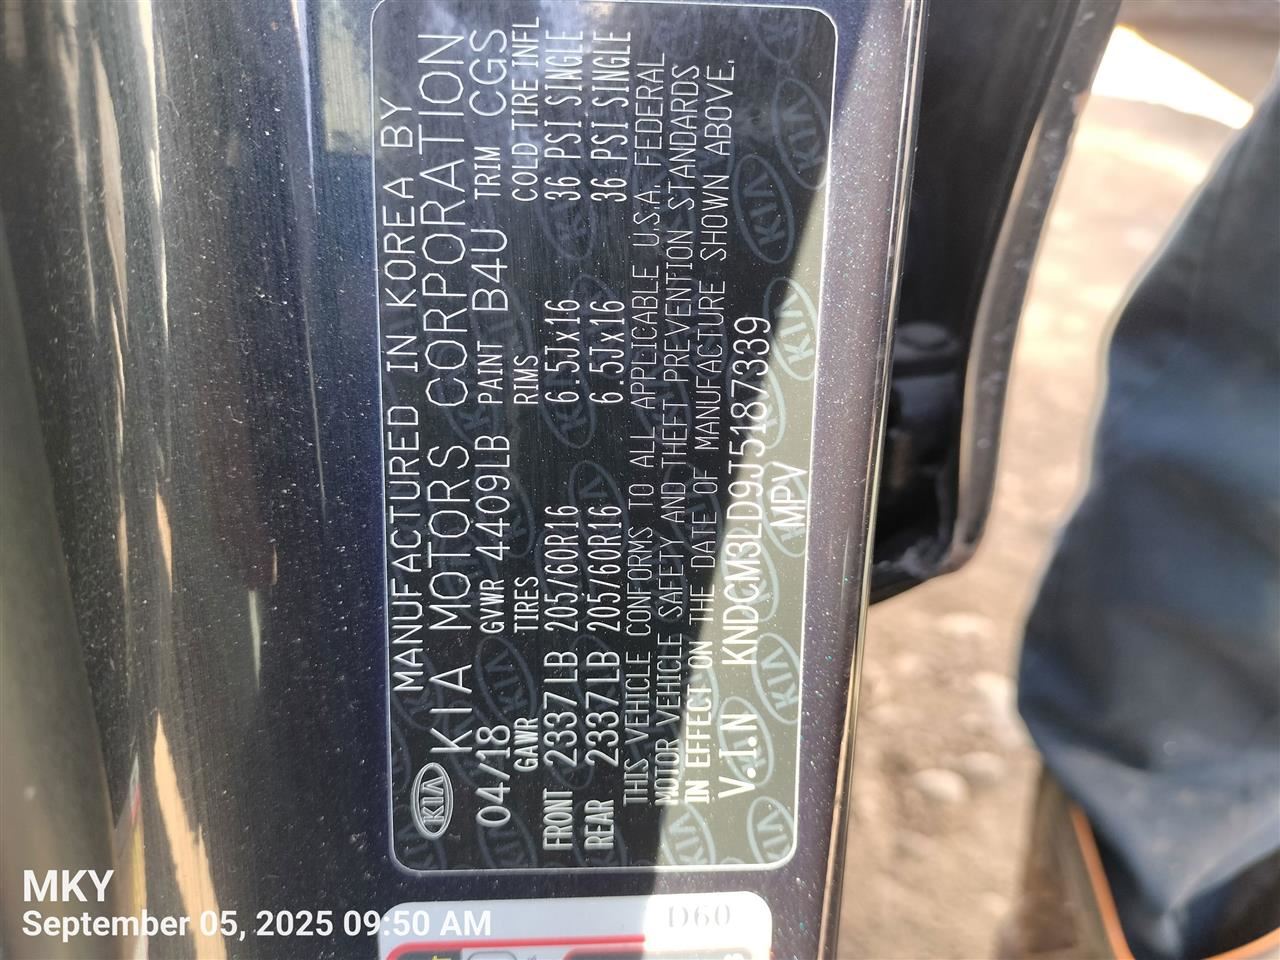 MANUFACTURED IN KOREA BY
KIA KIA MOTORS CORPORATION
04/18 GVWR 4409LB PAINT B4U TRIM CGS
GAWR TIRES RIMS COLD TIRE INFL
FRONT 2337LB 205/60R16 6.5Jx16 36 PSI SINGLE
REAR 2337LB 205/60R16 6.5Jx16 36 PSI SINGLE
THIS VEHICLE CONFORMS TO ALL APPLICABLE U.S.A. FEDERAL
MOTOR VEHICLE SAFETY AND THEFT PREVENTION STANDARDS
IN EFFECT ON THE DATE OF MANUFACTURE SHOWN ABOVE.
V.I.N KNDCM3LD9J5187339
MPV
D60
MKY
September 05, 2025 09:50 AM